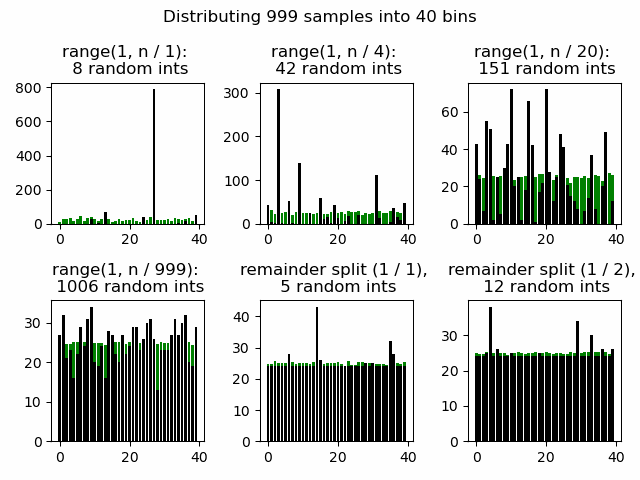 Distributing 999 samples into 40 bins
range(1, n / 1):
8 random ints
range(1, n / 4):
42 random ints
range(1, n / 20):
151 random ints
800
600
400
200
0
0 20 40
300
200
100
0
0 20 40
60
40
20
0
0 20 40
range(1, n / 999):
1006 random ints
remainder split (1 / 1),
5 random ints
remainder split (1 / 2),
12 random ints
30
20
10
0
0 20 40
40
30
20
10
0
0 20 40
30
20
10
0
0 20 40